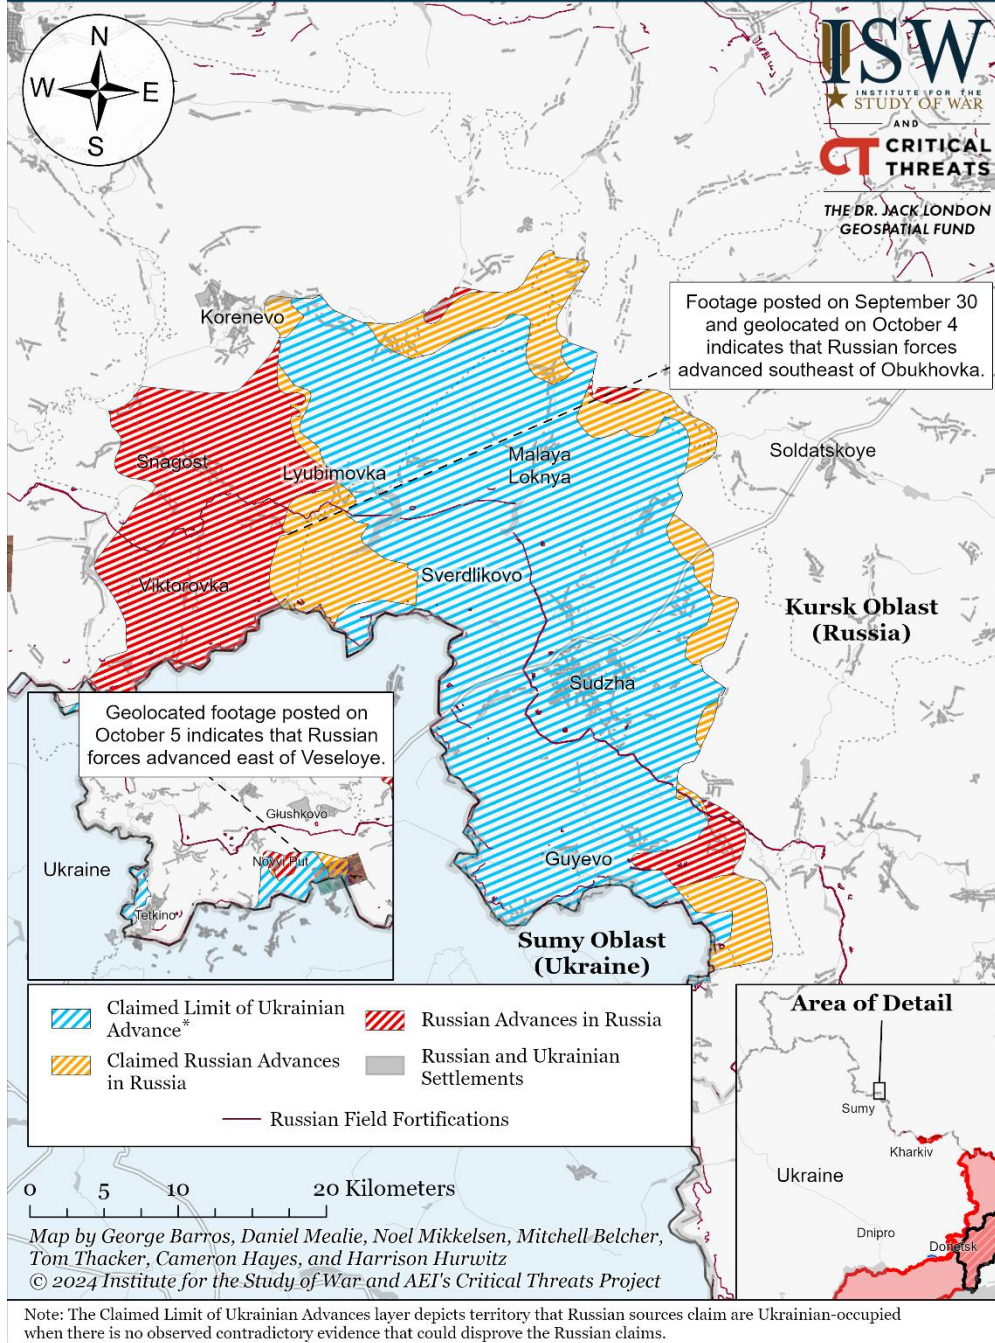 N
W
E
S
ISW
INSTITUTE FOR THE
STUDY OF WAR
AND
CT CRITICAL
THREATS
THE DR. JACK LONDON
GEOSPATIAL FUND
Footage posted on September 30
and geolocated on October 4
indicates that Russian forces
advanced southeast of Obukhovka.
Korenevo
Snagost
Lyubimovka
Malaya
Loknya
Soldatskoye
Viktorovka
Sverdlikovo
Kursk Oblast
(Russia)
Sudzha
Geolocated footage posted on
October 5 indicates that Russian
forces advanced east of Veseloye.
Glushkovo
Novyi Put
Ukraine
Tetkino
Guyevo
Sumy Oblast
(Ukraine)
Claimed Limit of Ukrainian
Advance*
Russian Advances in Russia
Claimed Russian Advances
in Russia
Russian and Ukrainian
Settlements
Russian Field Fortifications
Area of Detail
Sumy
Kharkiv
Ukraine
Dnipro
Donetsk
0 5 10 20 Kilometers
Map by George Barros, Daniel Mealie, Noel Mikkelsen, Mitchell Belcher,
Tom Thacker, Cameron Hayes, and Harrison Hurwitz
© 2024 Institute for the Study of War and AEI's Critical Threats Project
Note: The Claimed Limit of Ukrainian Advances layer depicts territory that Russian sources claim are Ukrainian-occupied
when there is no observed contradictory evidence that could disprove the Russian claims.